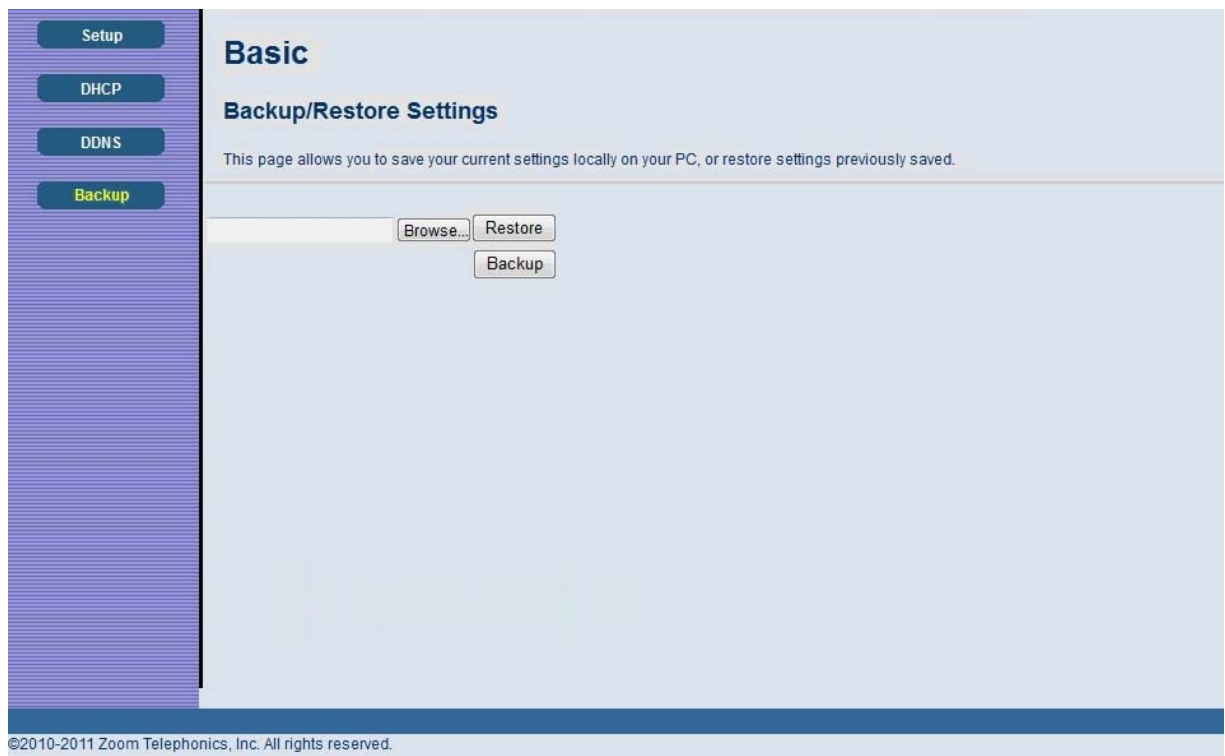 Setup
DHCP
DDNS
Backup
Basic
Backup/Restore Settings
This page allows you to save your current settings locally on your PC, or restore settings previously saved.
Browse... Restore
Backup
©2010-2011 Zoom Telephonics, Inc. All rights reserved.